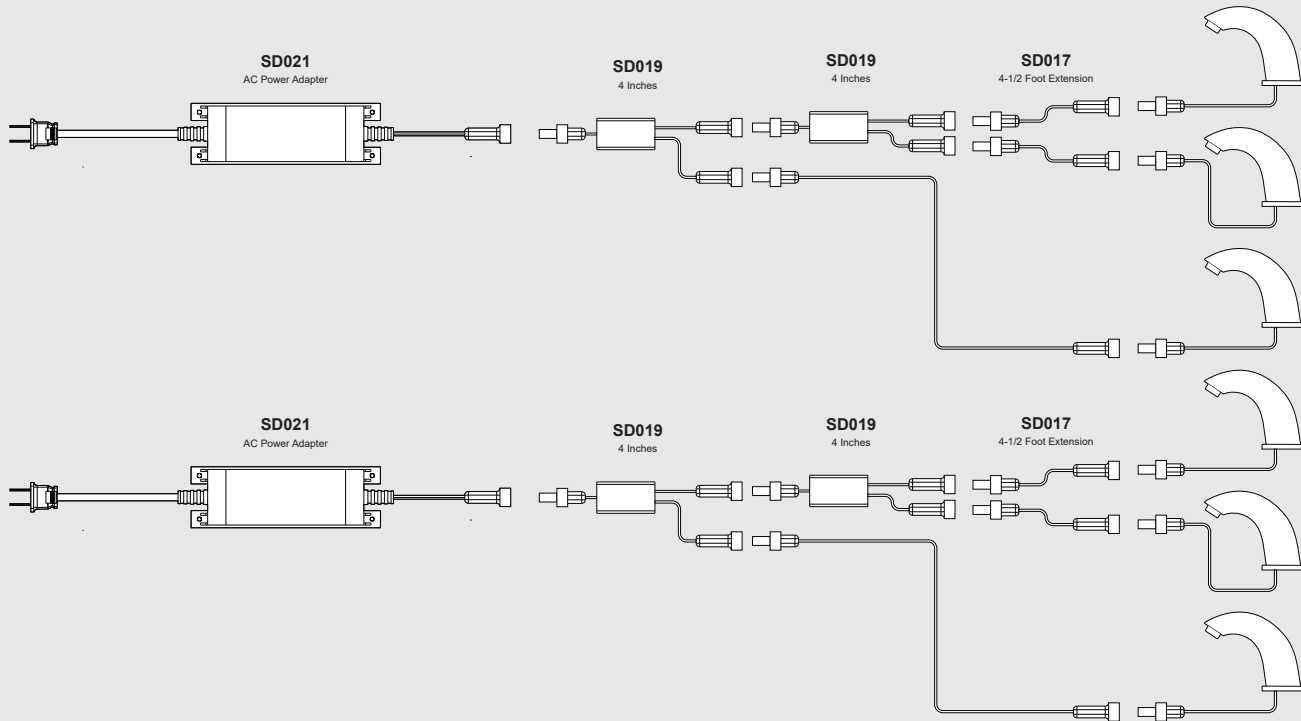 SD021
AC Power Adapter
SD019
4 Inches
SD019
4 Inches
SD017
4-1/2 Foot Extension
SD021
AC Power Adapter
SD019
4 Inches
SD019
4 Inches
SD017
4-1/2 Foot Extension